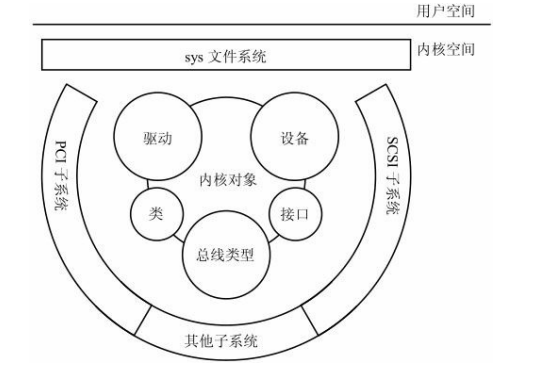 用户空间
内核空间
sys 文件系统
驱动
设备
内核对象
类
接口
总线类型
PCI 子系统
SCSI 子系统
其他子系统